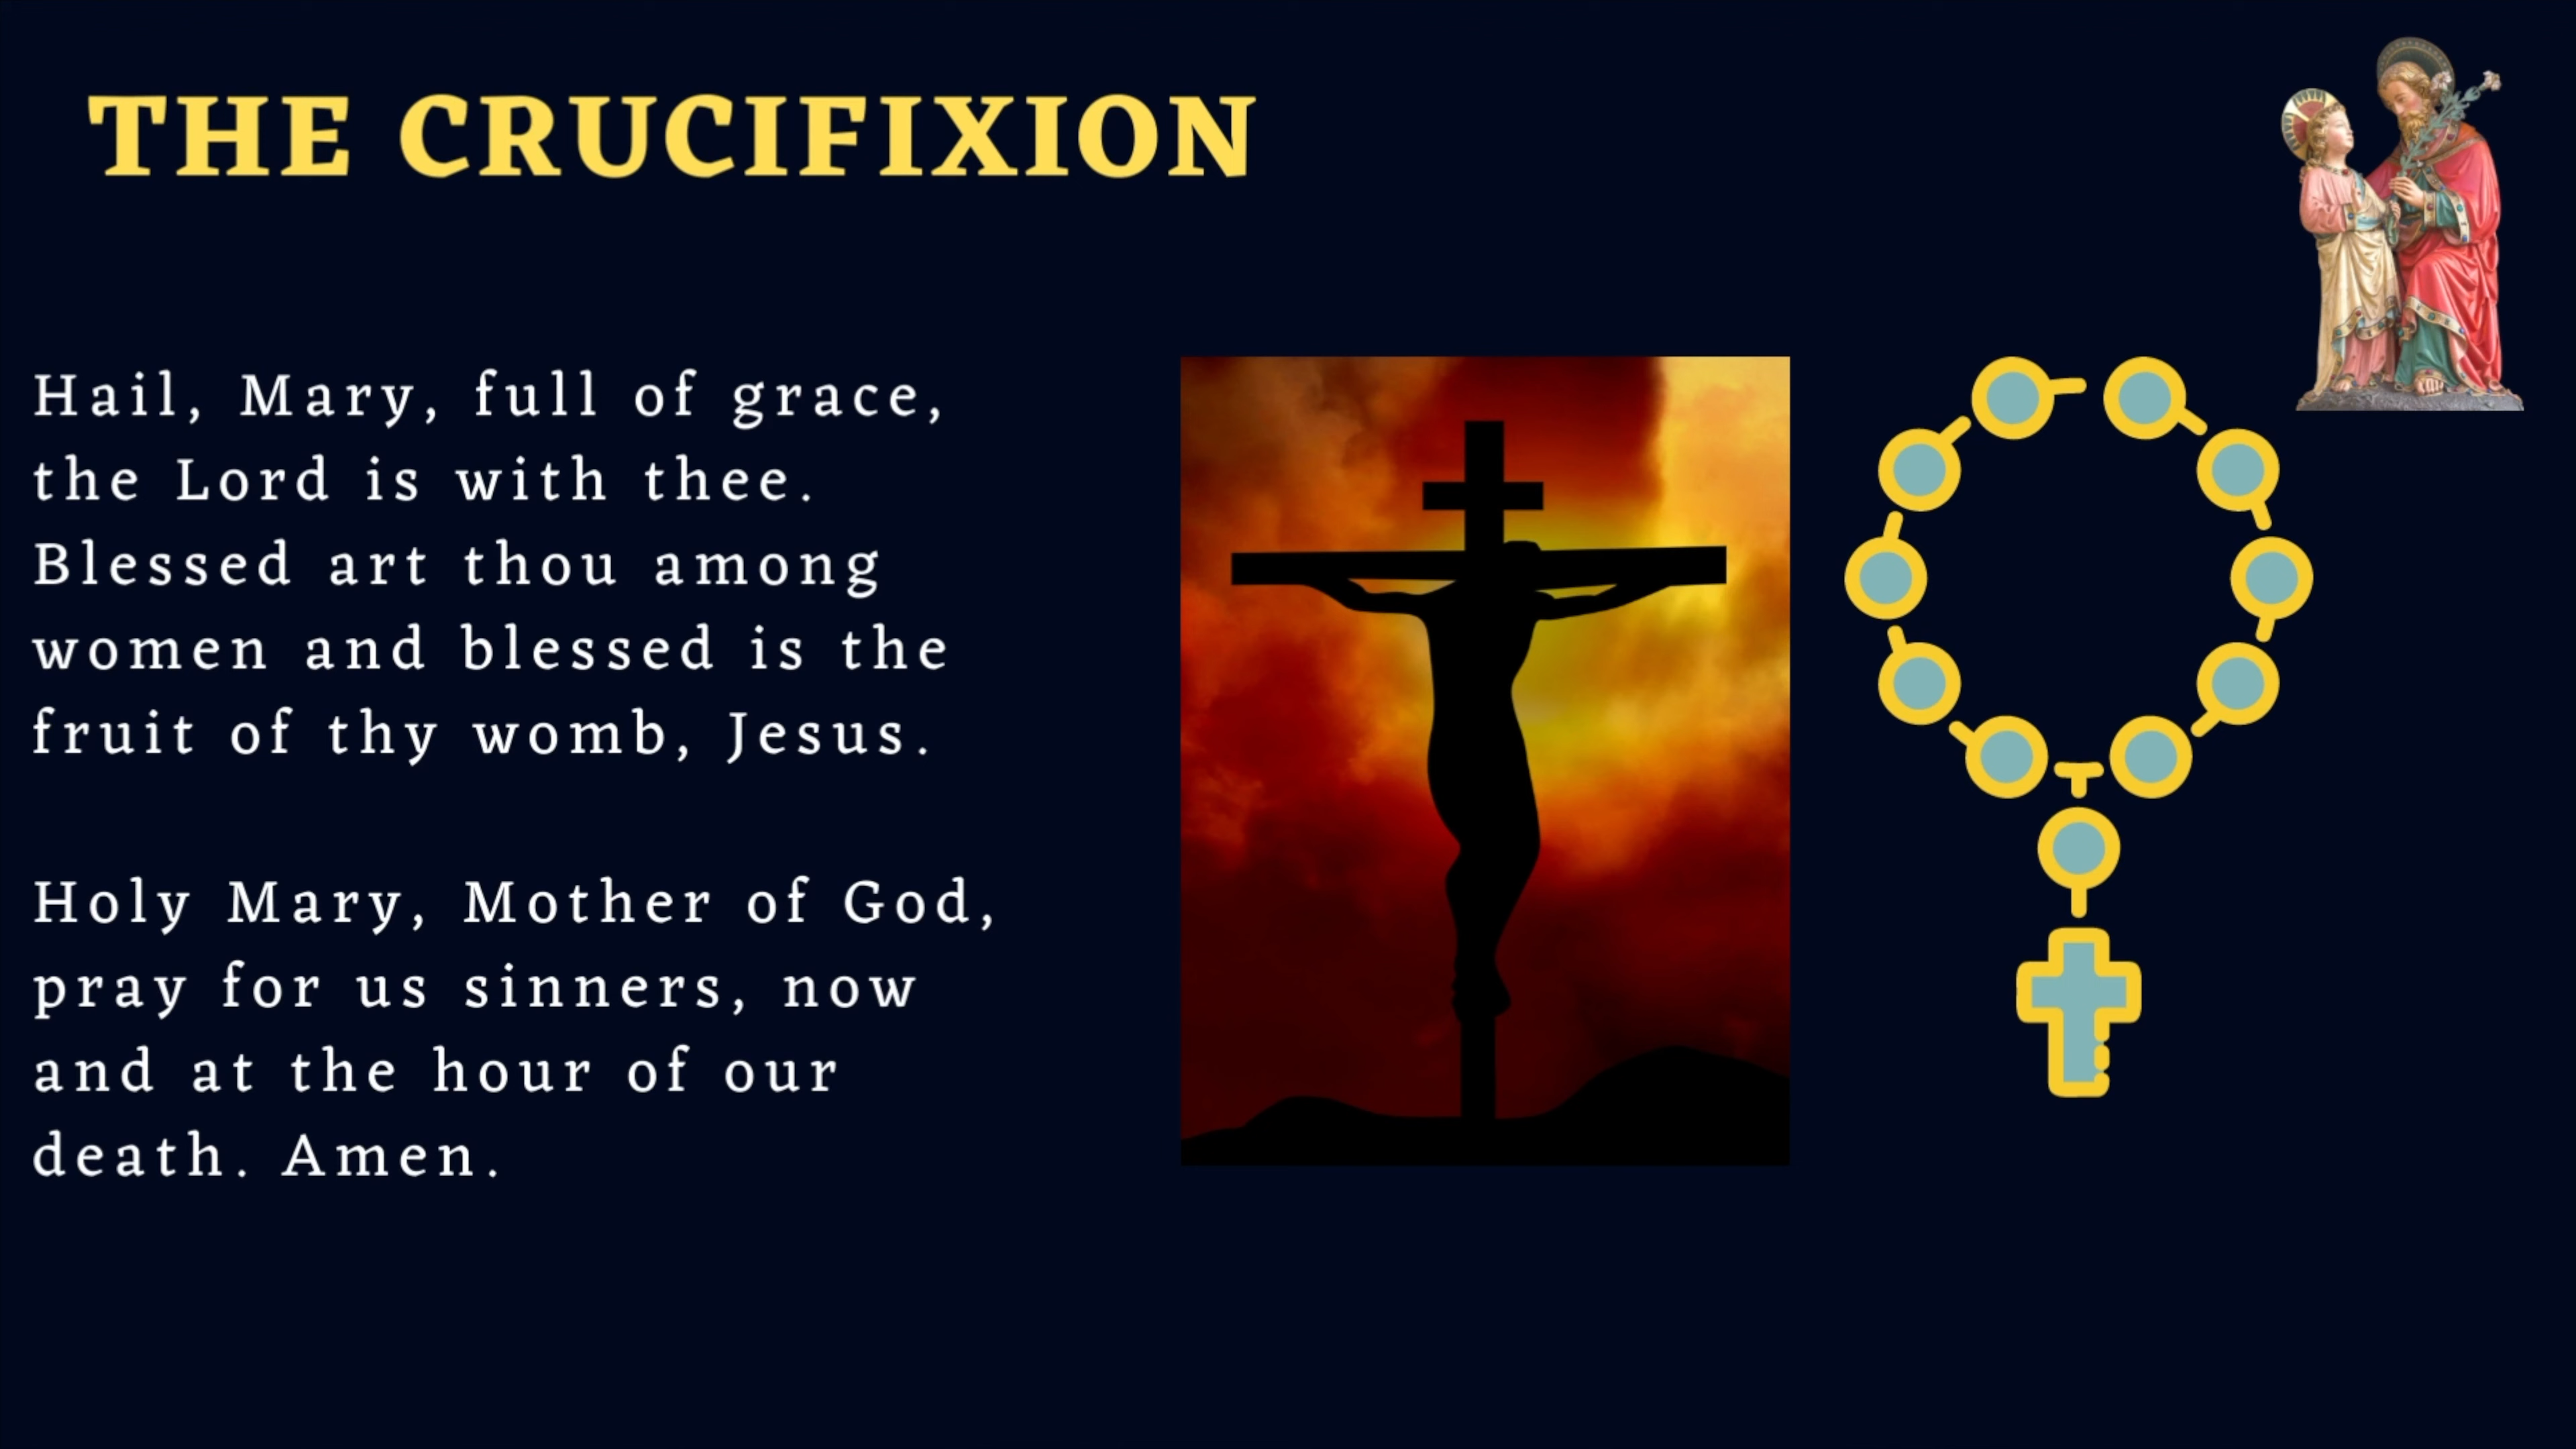 THE CRUCIFIXION
Hail, Mary, full of grace,
the Lord is with thee.
Blessed art thou among
women and blessed is the
fruit of thy womb, Jesus.
Holy Mary, Mother of God,
pray for us sinners, now
and at the hour of our
death. Amen.